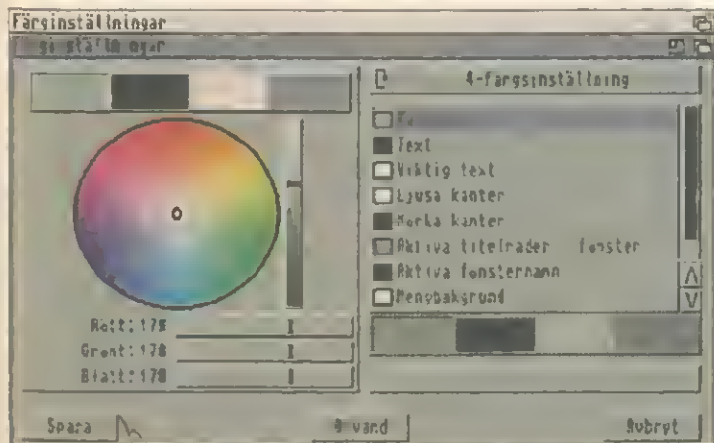 Färginställningar
4-färgsinställning
Text
Viktig text
Ljusa kanter
Mörka kanter
Aktiva titelrader fönster
Aktiva fönsternamn
Menybakgrund
Rött:178
Grönt:178
Blått:178
Spara
Avbryt